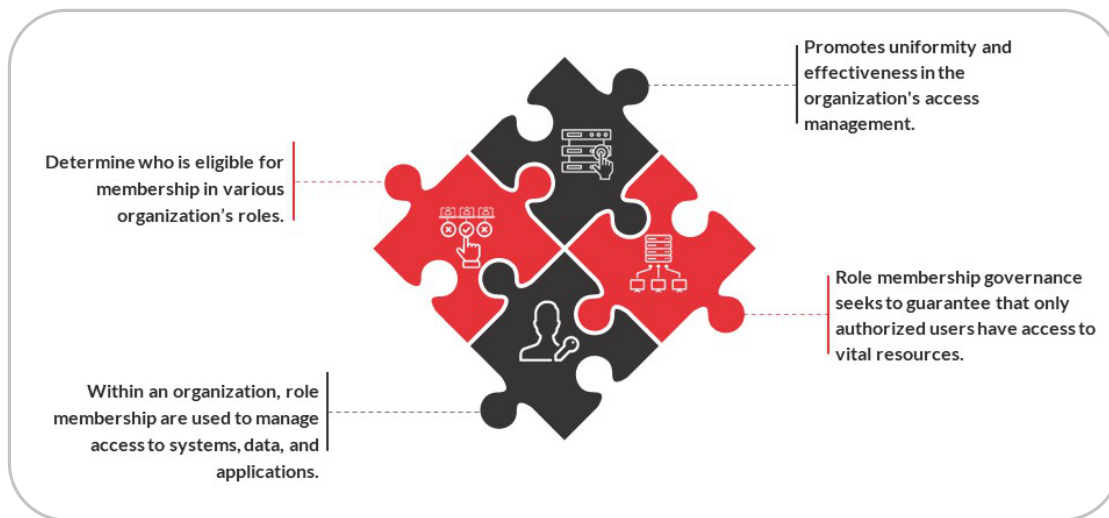 Promotes uniformity and
effectiveness in the
organization's access
management.
Determine who is eligible for
membership in various
organization's roles.
Role membership governance
seeks to guarantee that only
authorized users have access to
vital resources.
Within an organization, role
membership are used to manage
access to systems, data, and
applications.